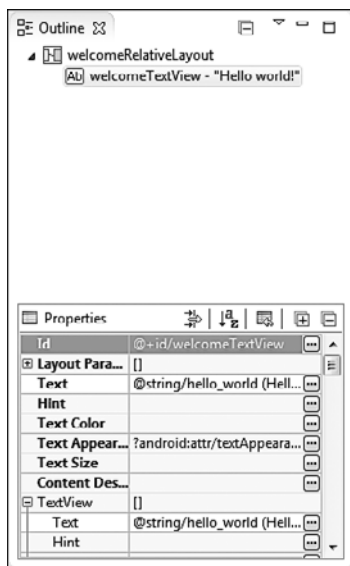 Outline
welcomeRelativeLayout
Ab welcomeTextView - "Hello world!"
Properties
Id @+id/welcomeTextView
Layout Para... []
Text @string/hello_world (Hell...
Hint
Text Color
Text Appear... ?android:attr/textAppeara...
Text Size
Content Des...
TextView []
Text @string/hello_world (Hell...
Hint